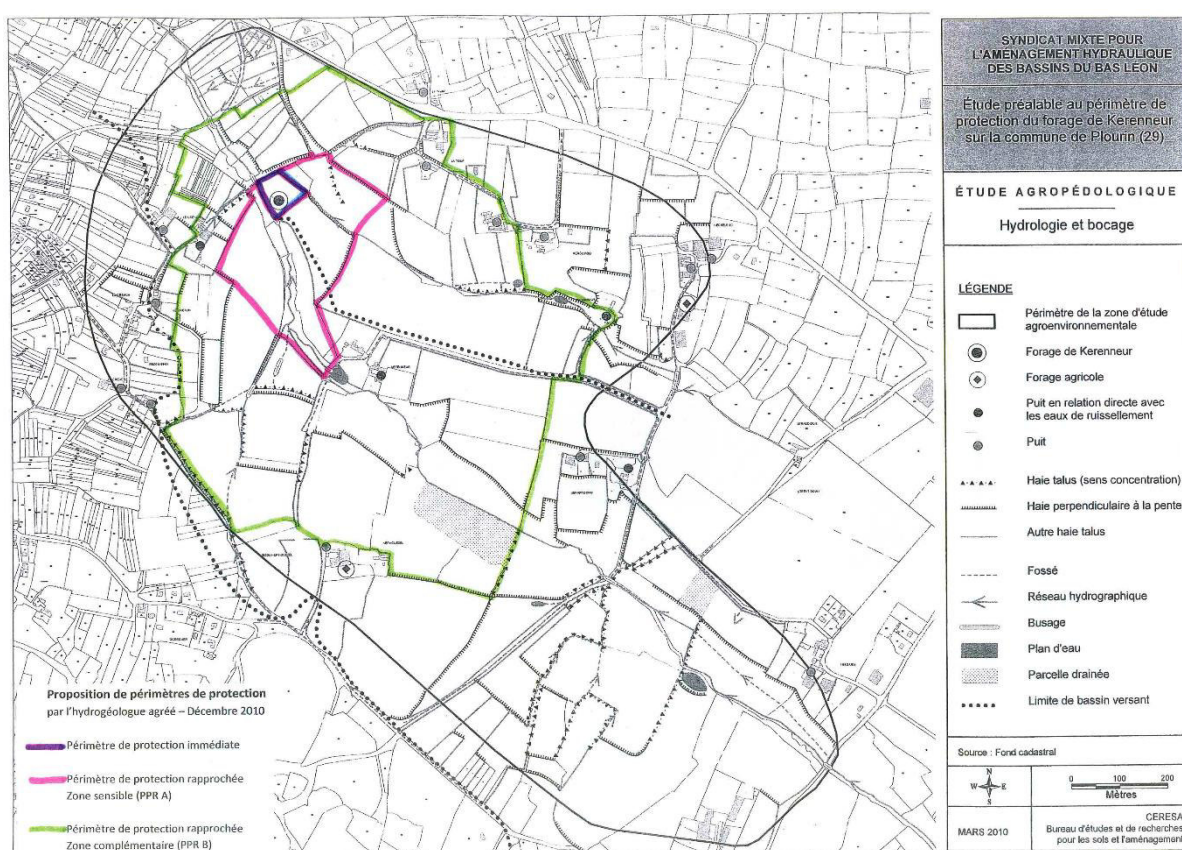 SYNDICAT MIXTE POUR
L'AMÉNAGEMENT HYDRAULIQUE
DES BASSINS DU BAS LÉON
Étude préalable au périmètre de
protection du forage de Kerenneur
sur la commune de Plourin (29)
ÉTUDE AGROPÉDOLOGIQUE
Hydrologie et bocage
LÉGENDE
Périmètre de la zone d'étude
agroenvironnementale
Forage de Kerenneur
Forage agricole
Puit en relation directe avec
les eaux de ruissellement
Puit
Haie talus (sens concentration)
Haie perpendiculaire à la pente
Autre haie talus
Fossé
Réseau hydrographique
Busage
Plan d'eau
Parcelle drainée
Limite de bassin versant
Source : Fond cadastral
N
W E
S
0 100 200
Mètres
MARS 2010
CERESA
Bureau d'études et de recherches
pour les sols et l'aménagement
Proposition de périmètres de protection
par l'hydrogéologue agréé – Décembre 2010
Périmètre de protection immédiate
Périmètre de protection rapprochée
Zone sensible (PPR A)
Périmètre de protection rapprochée
Zone complémentaire (PPR B)